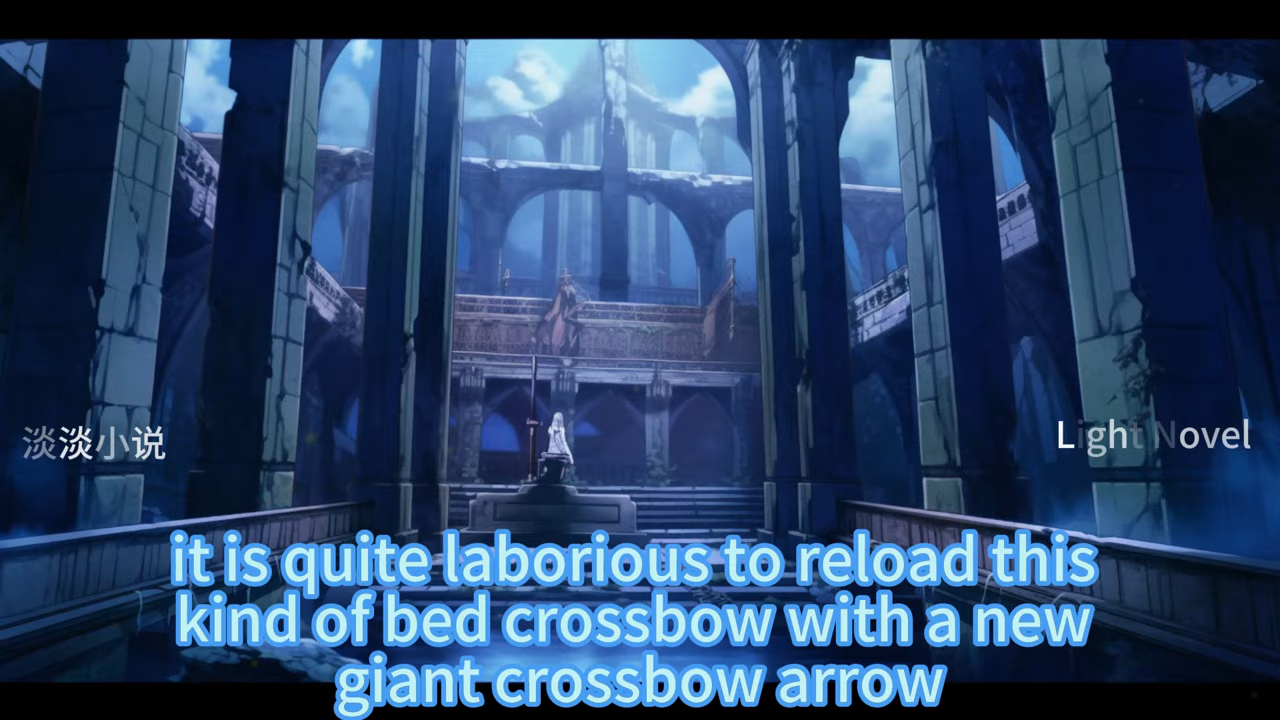 淡淡小说
Light Novel
it is quite laborious to reload this
kind of bed crossbow with a new
giant crossbow arrow